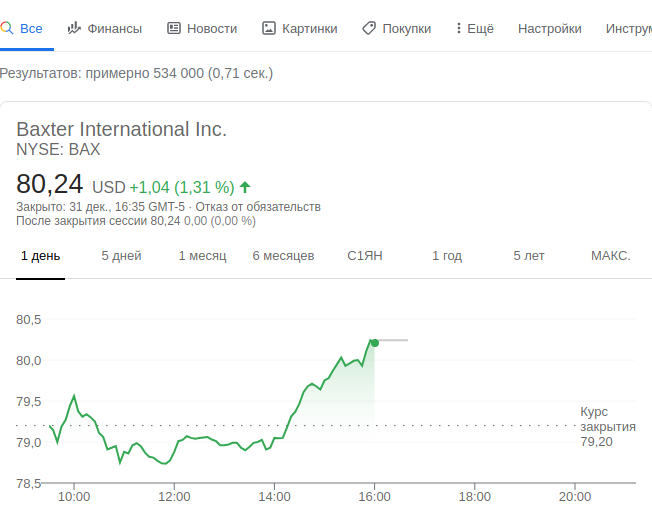 Все Финансы Новости Картинки Покупки Ещё Настройки
Результатов: примерно 534 000 (0,71 сек.)
Baxter International Inc.
NYSE: BAX
80,24 USD +1,04 (1,31 %)
Закрыто: 31 дек., 16:35 GMT-5 · Отказ от обязательств
После закрытия сессии 80,24 0,00 (0,00 %)
1 день 5 дней 1 месяц 6 месяцев С1ЯН 1 год 5 лет МАКС.
80,5
80,0
79,5
Курс
закрытия
79,20
79,0
78,5
10:00 12:00 14:00 16:00 18:00 20:00